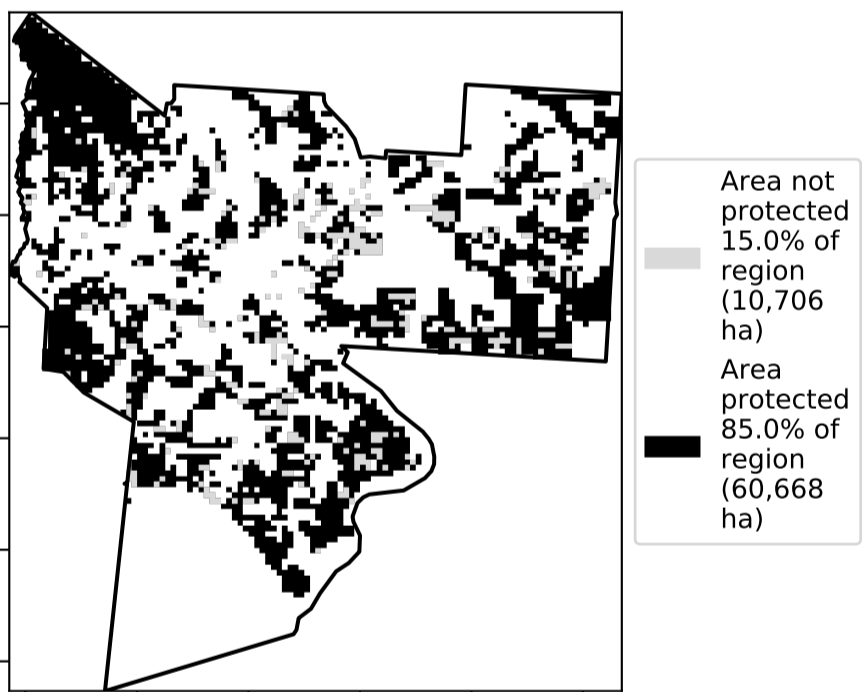 Area not
protected
15.0% of
region
(10,706
ha)
Area
protected
85.0% of
region
(60,668
ha)